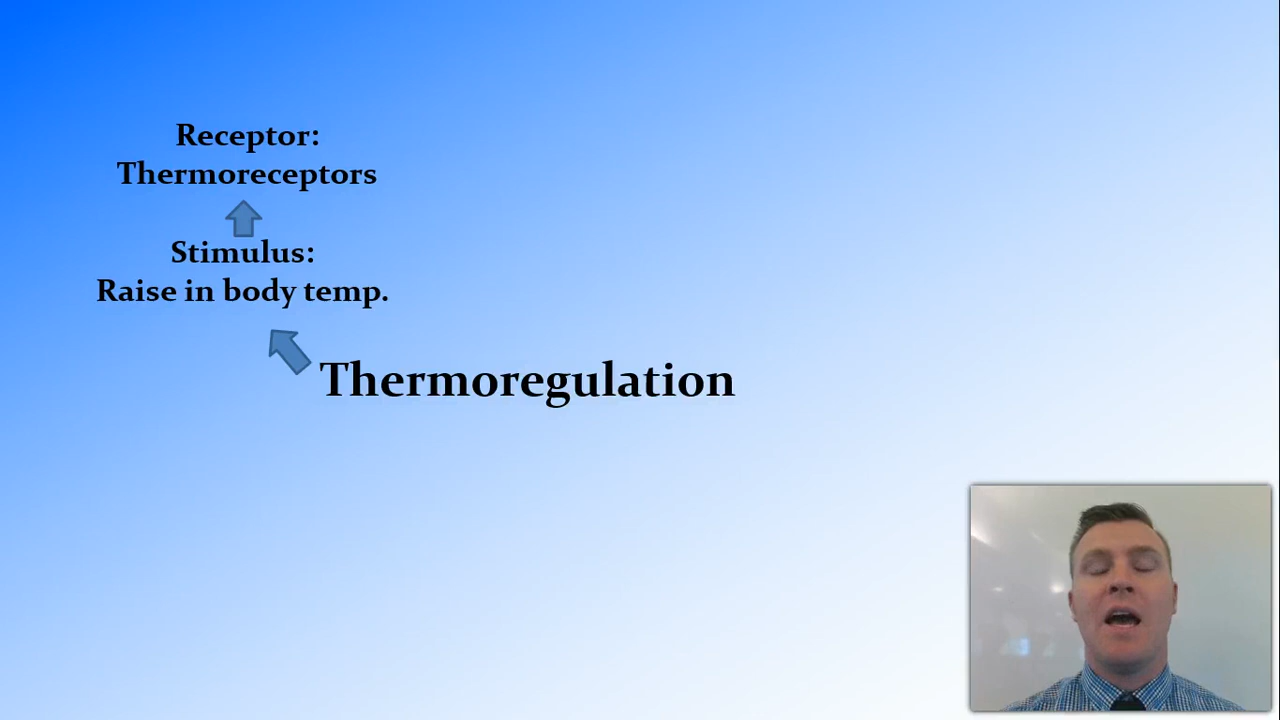 Receptor:
Thermoreceptors
Stimulus:
Raise in body temp.
Thermoregulation